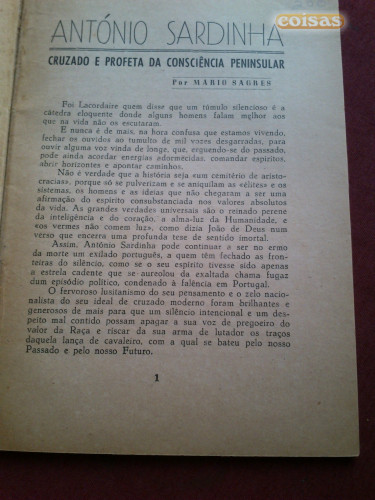 coisas
ANTÓNIO SARDINHA
CRUZADO E PROFETA DA CONSCIÊNCIA PENINSULAR
Por MÁRIO SAGRES
Foi Lacordaire quem disse que um túmulo silencioso é a
cátedra eloquente donde alguns homens falam melhor aos
que na vida não os escutaram.
E nunca é de mais, na hora confusa que estamos vivendo,
fechar os ouvidos ao tumulto de mil vozes desgarradas, para
ouvir alguma voz vinda de longe, que, erguendo-se do passado,
pode ainda acordar energias adormecidas, comandar espíritos,
abrir horizontes e apontar caminhos.
Não é verdade que a história seja «um cemitério de aristo-
cracias», porque só se pulverizam e se aniquilam as «élites» e os
sistemas, os homens e as ideias que não chegaram a ser uma
afirmação do espírito consubstanciada nos valores absolutos
da vida. As grandes verdades universais são o reinado perene
da inteligência e do coração, a alma-luz da Humanidade, e
«os vermes não comem luz», como dizia João de Deus num
verso que encerra uma profunda tese de sentido imortal.
Assim, António Sardinha pode continuar a ser no ermo
da morte um exilado português, a quem têm fechado as fron-
teiras do silêncio, como se o seu espírito tivesse sido apenas
a estrela cadente que se aureolou da exaltada chama fugaz
dum episódio político, condenado à falência em Portugal.
O fervoroso lusitanismo do seu pensamento e o zelo nacio-
nalista do seu ideal de cruzado moderno foram brilhantes e
generosos de mais para que um silêncio intencional e um des-
peito mal contido possam apagar a sua voz de pregoeiro do
valor da Raça e riscar da sua arma de lutador os traços
daquela lança de cavaleiro, com a qual se bateu pelo nosso
Passado e pelo nosso Futuro.
1